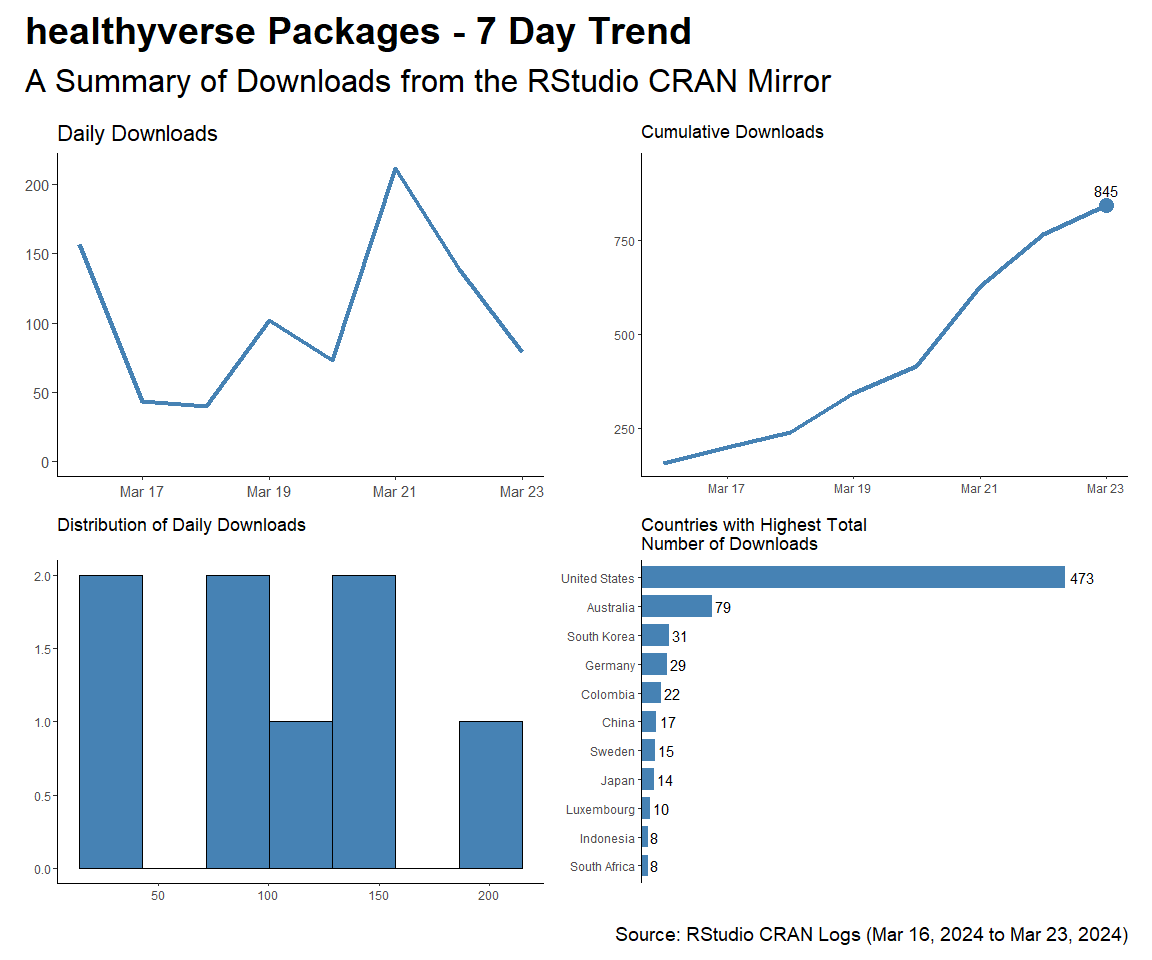 healthyverse Packages - 7 Day Trend
A Summary of Downloads from the RStudio CRAN Mirror
Daily Downloads
200
150
100
50
0
Mar 17 Mar 19 Mar 21 Mar 23
Cumulative Downloads
845
750
500
250
Mar 17 Mar 19 Mar 21 Mar 23
Distribution of Daily Downloads
2.0
1.5
1.0
0.5
0.0
50 100 150 200
Countries with Highest Total
Number of Downloads
United States 473
Australia 79
South Korea 31
Germany 29
Colombia 22
China 17
Sweden 15
Japan 14
Luxembourg 10
Indonesia 8
South Africa 8
Source: RStudio CRAN Logs (Mar 16, 2024 to Mar 23, 2024)